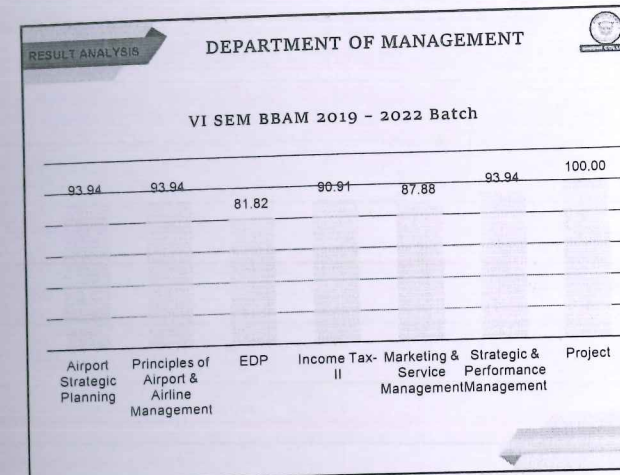 RESULT ANALYSIS
DEPARTMENT OF MANAGEMENT
VI SEM BBAM 2019 - 2022 Batch
93.94 93.94 81.82 90.91 87.88 93.94 100.00
Airport
Strategic
Planning
Principles of
Airport &
Airline
Management
EDP
Income Tax-
II
Marketing &
Service
Management
Strategic &
Performance
Management
Project